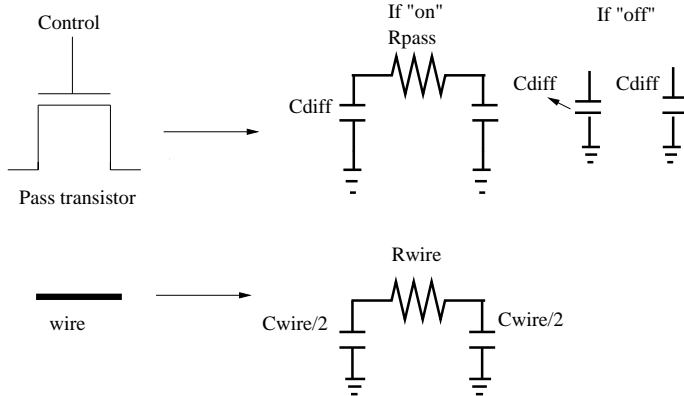 Control
If "on"
Rpass
If "off"
Cdiff
Cdiff
Cdiff
Pass transistor
Rwire
wire
Cwire/2
Cwire/2